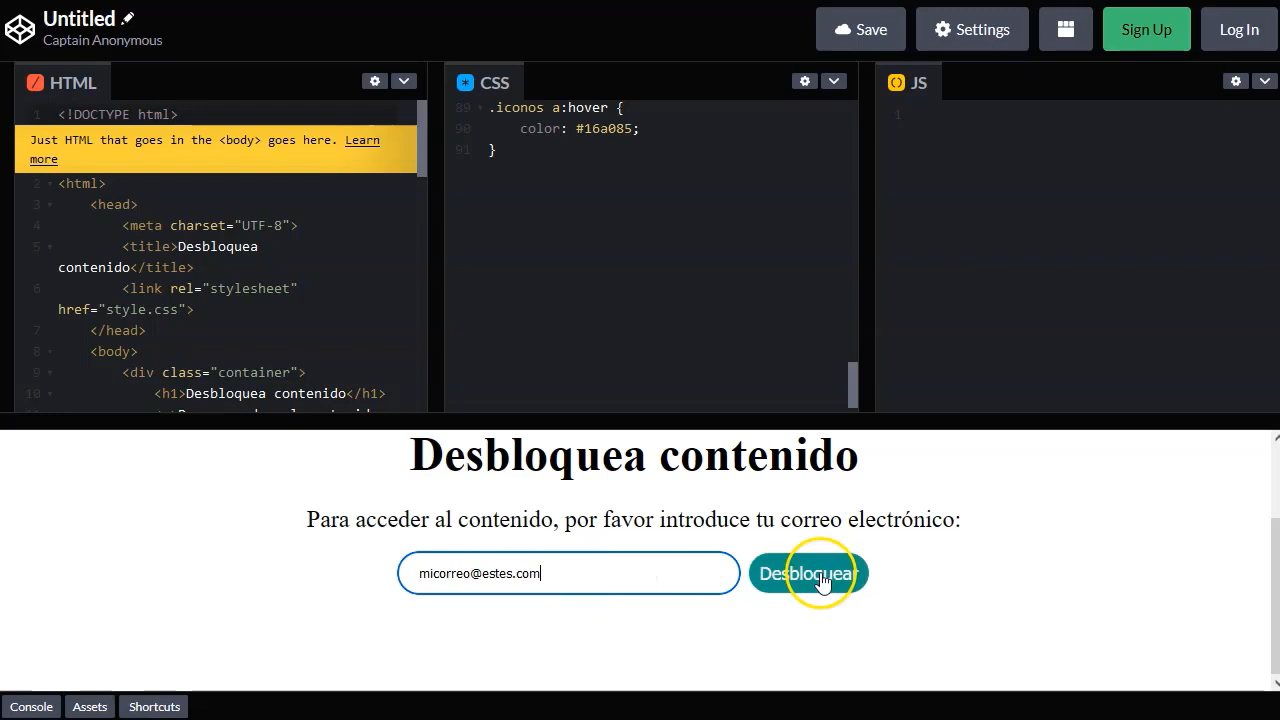 Untitled
Captain Anonymous
Save
Settings
Sign Up
Log In
HTML
CSS
JS
1 <!DOCTYPE html>
Just HTML that goes in the <body> goes here. Learn
more
2 <html>
3 <head>
4 <meta charset="UTF-8">
5 <title>Desbloquea
contenido</title>
6 <link rel="stylesheet"
href="style.css">
7 </head>
8 <body>
9 <div class="container">
10 <h1>Desbloquea contenido</h1>
89 .iconos a:hover {
90 color: #16a085;
91 }
1
Desbloquea contenido
Para acceder al contenido, por favor introduce tu correo electrónico:
micorreo@estes.com
Desbloquear
Console
Assets
Shortcuts